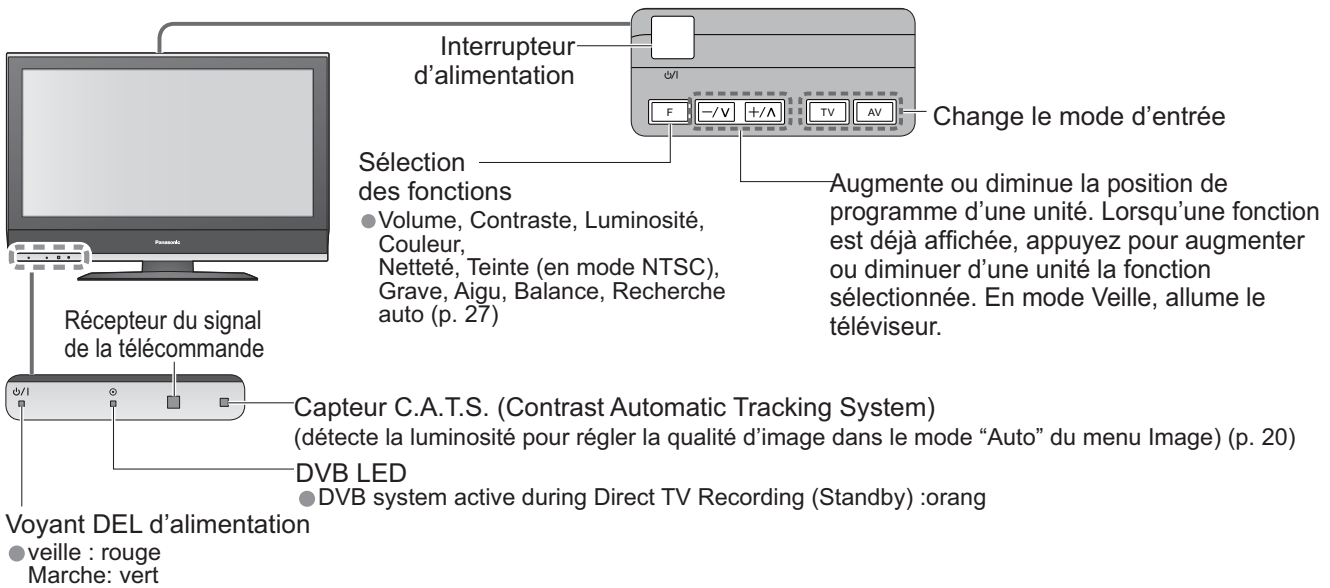 Interrupteur
d’alimentation
⏻/I
F
−/∨
+/∧
TV
AV
Change le mode d’entrée
Sélection
des fonctions
●Volume, Contraste, Luminosité,
Couleur,
Netteté, Teinte (en mode NTSC),
Grave, Aigu, Balance, Recherche
auto (p. 27)
Augmente ou diminue la position de
programme d’une unité. Lorsqu’une fonction
est déjà affichée, appuyez pour augmenter
ou diminuer d’une unité la fonction
sélectionnée. En mode Veille, allume le
téléviseur.
Panasonic
Récepteur du signal
de la télécommande
⏻/I
Capteur C.A.T.S. (Contrast Automatic Tracking System)
(détecte la luminosité pour régler la qualité d’image dans le mode “Auto” du menu Image) (p. 20)
DVB LED
●DVB system active during Direct TV Recording (Standby) :orang
Voyant DEL d’alimentation
●veille : rouge
Marche: vert